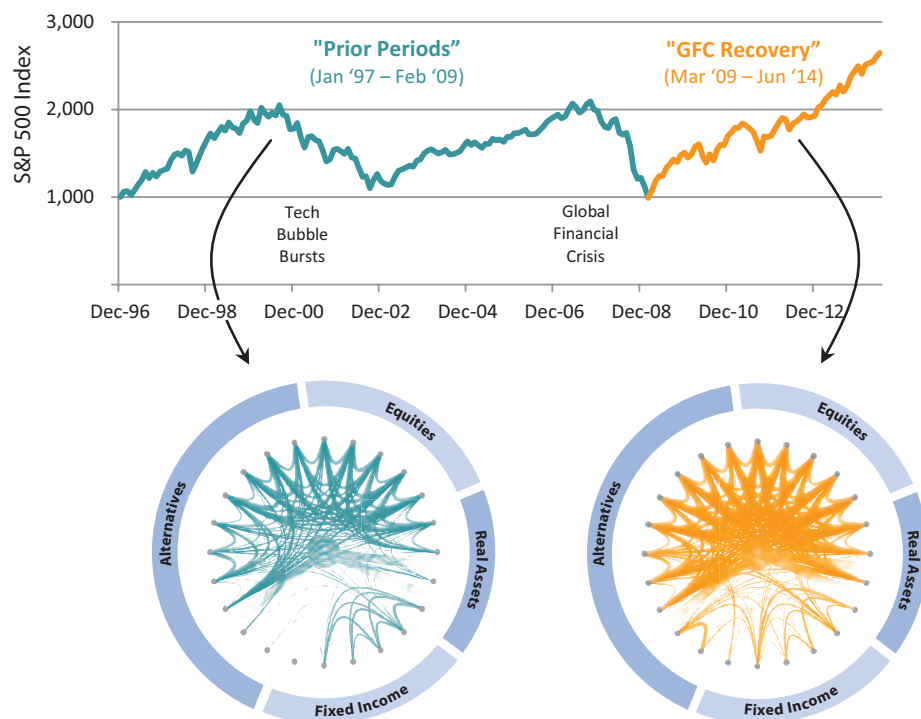 3,000
"Prior Periods”
(Jan ‘97 – Feb ‘09)
"GFC Recovery”
(Mar ‘09 – Jun ‘14)
S&P 500 Index
2,000
1,000
Tech
Bubble
Bursts
Global
Financial
Crisis
Dec-96 Dec-98 Dec-00 Dec-02 Dec-04 Dec-06 Dec-08 Dec-10 Dec-12
Equities
Alternatives
Real Assets
Fixed Income
Equities
Alternatives
Real Assets
Fixed Income